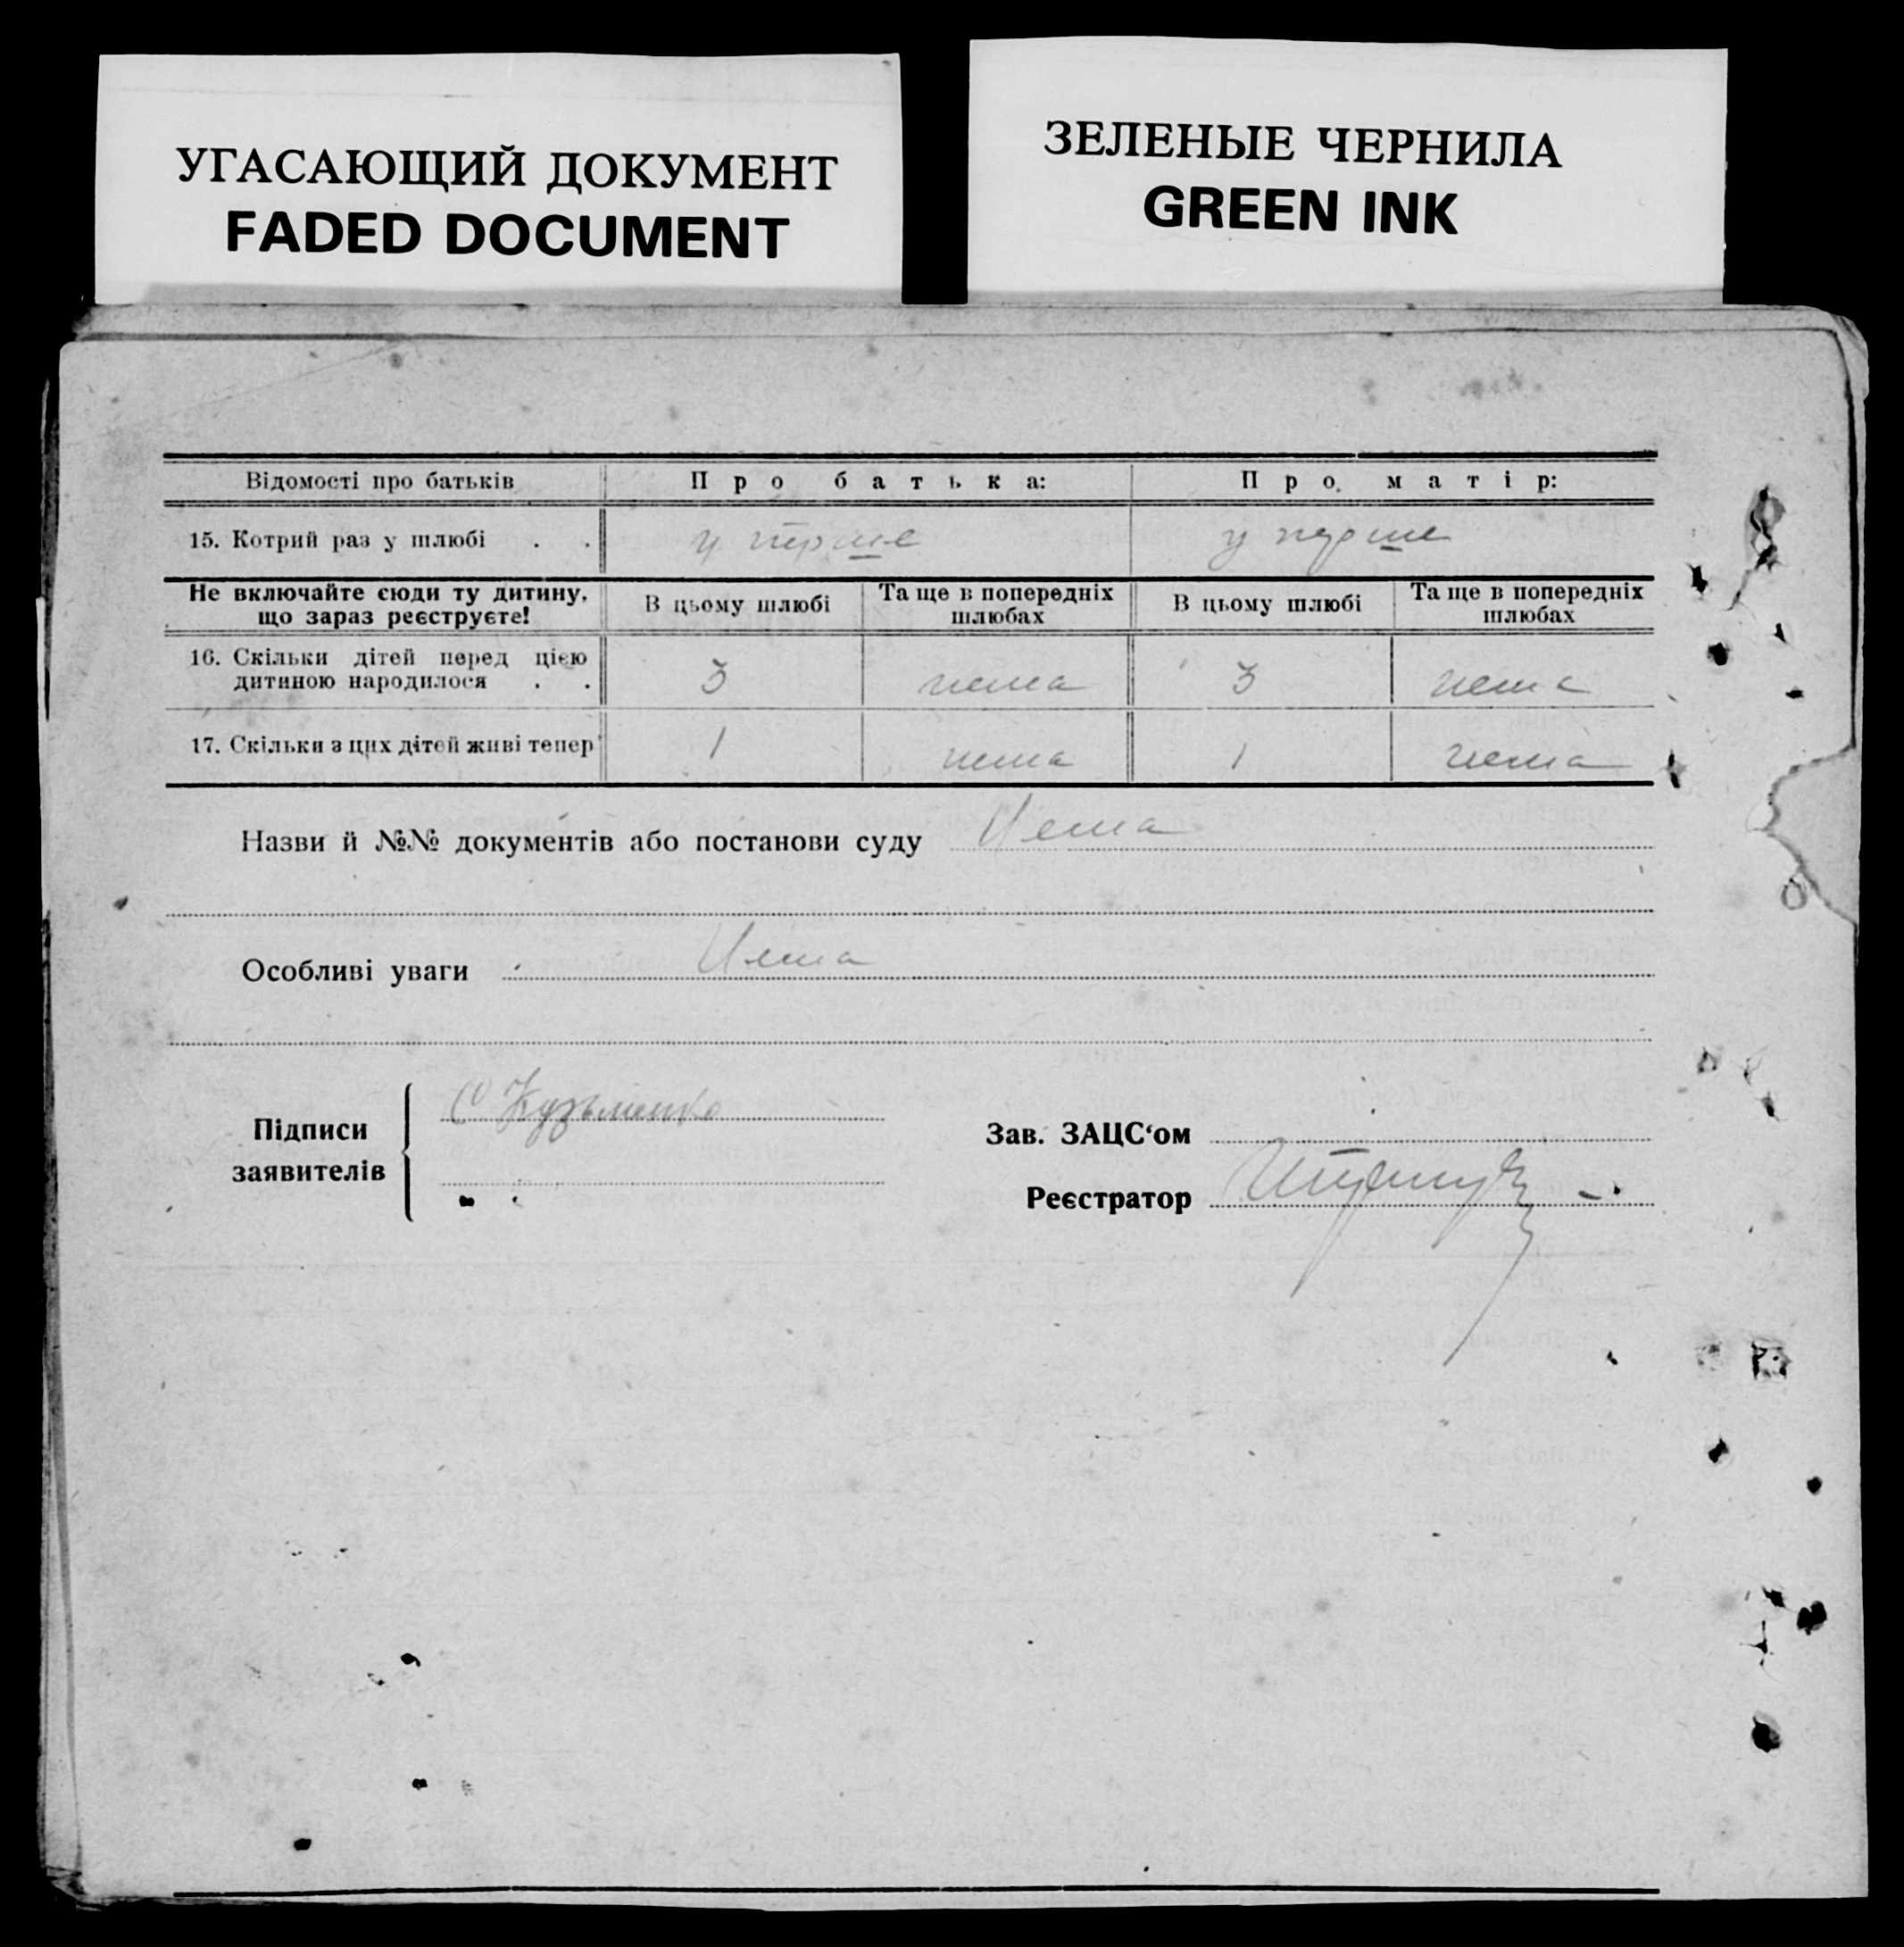 УГАСАЮЩИЙ ДОКУМЕНТ
FADED DOCUMENT
ЗЕЛЕНЫЕ ЧЕРНИЛА
GREEN INK
Відомості про батьків Про батька: Про матір:
15. Котрий раз у шлюбі . . у перше у перше
Не включайте сюди ту дитину, що зараз реєструєте! В цьому шлюбі Та ще в попередніх шлюбах В цьому шлюбі Та ще в попередніх шлюбах
16. Скільки дітей перед цією
дитиною народилося . . 3 нема 3 нема
17. Скільки з цих дітей живі тепер 1 нема 1 нема
Назви й №№ документів або постанови суду Нема
Особливі уваги Нема
Підписи заявителів
С Кузьменко
Зав. ЗАЦС‘ом
Реєстратор